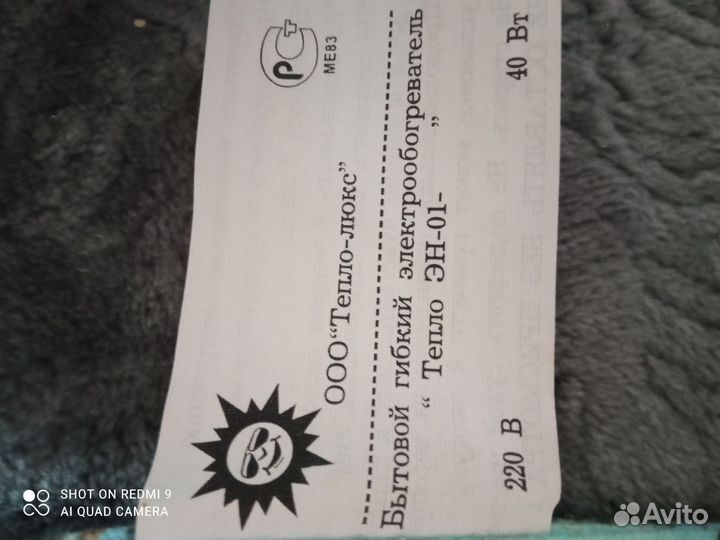 РСТ
МЕ83
ООО“Тепло-люкс”
Бытовой гибкий электрообогреватель
“ Тепло ЭН-01- ”
220 В 40 Вт
SHOT ON REDMI 9
AI QUAD CAMERA
Avito